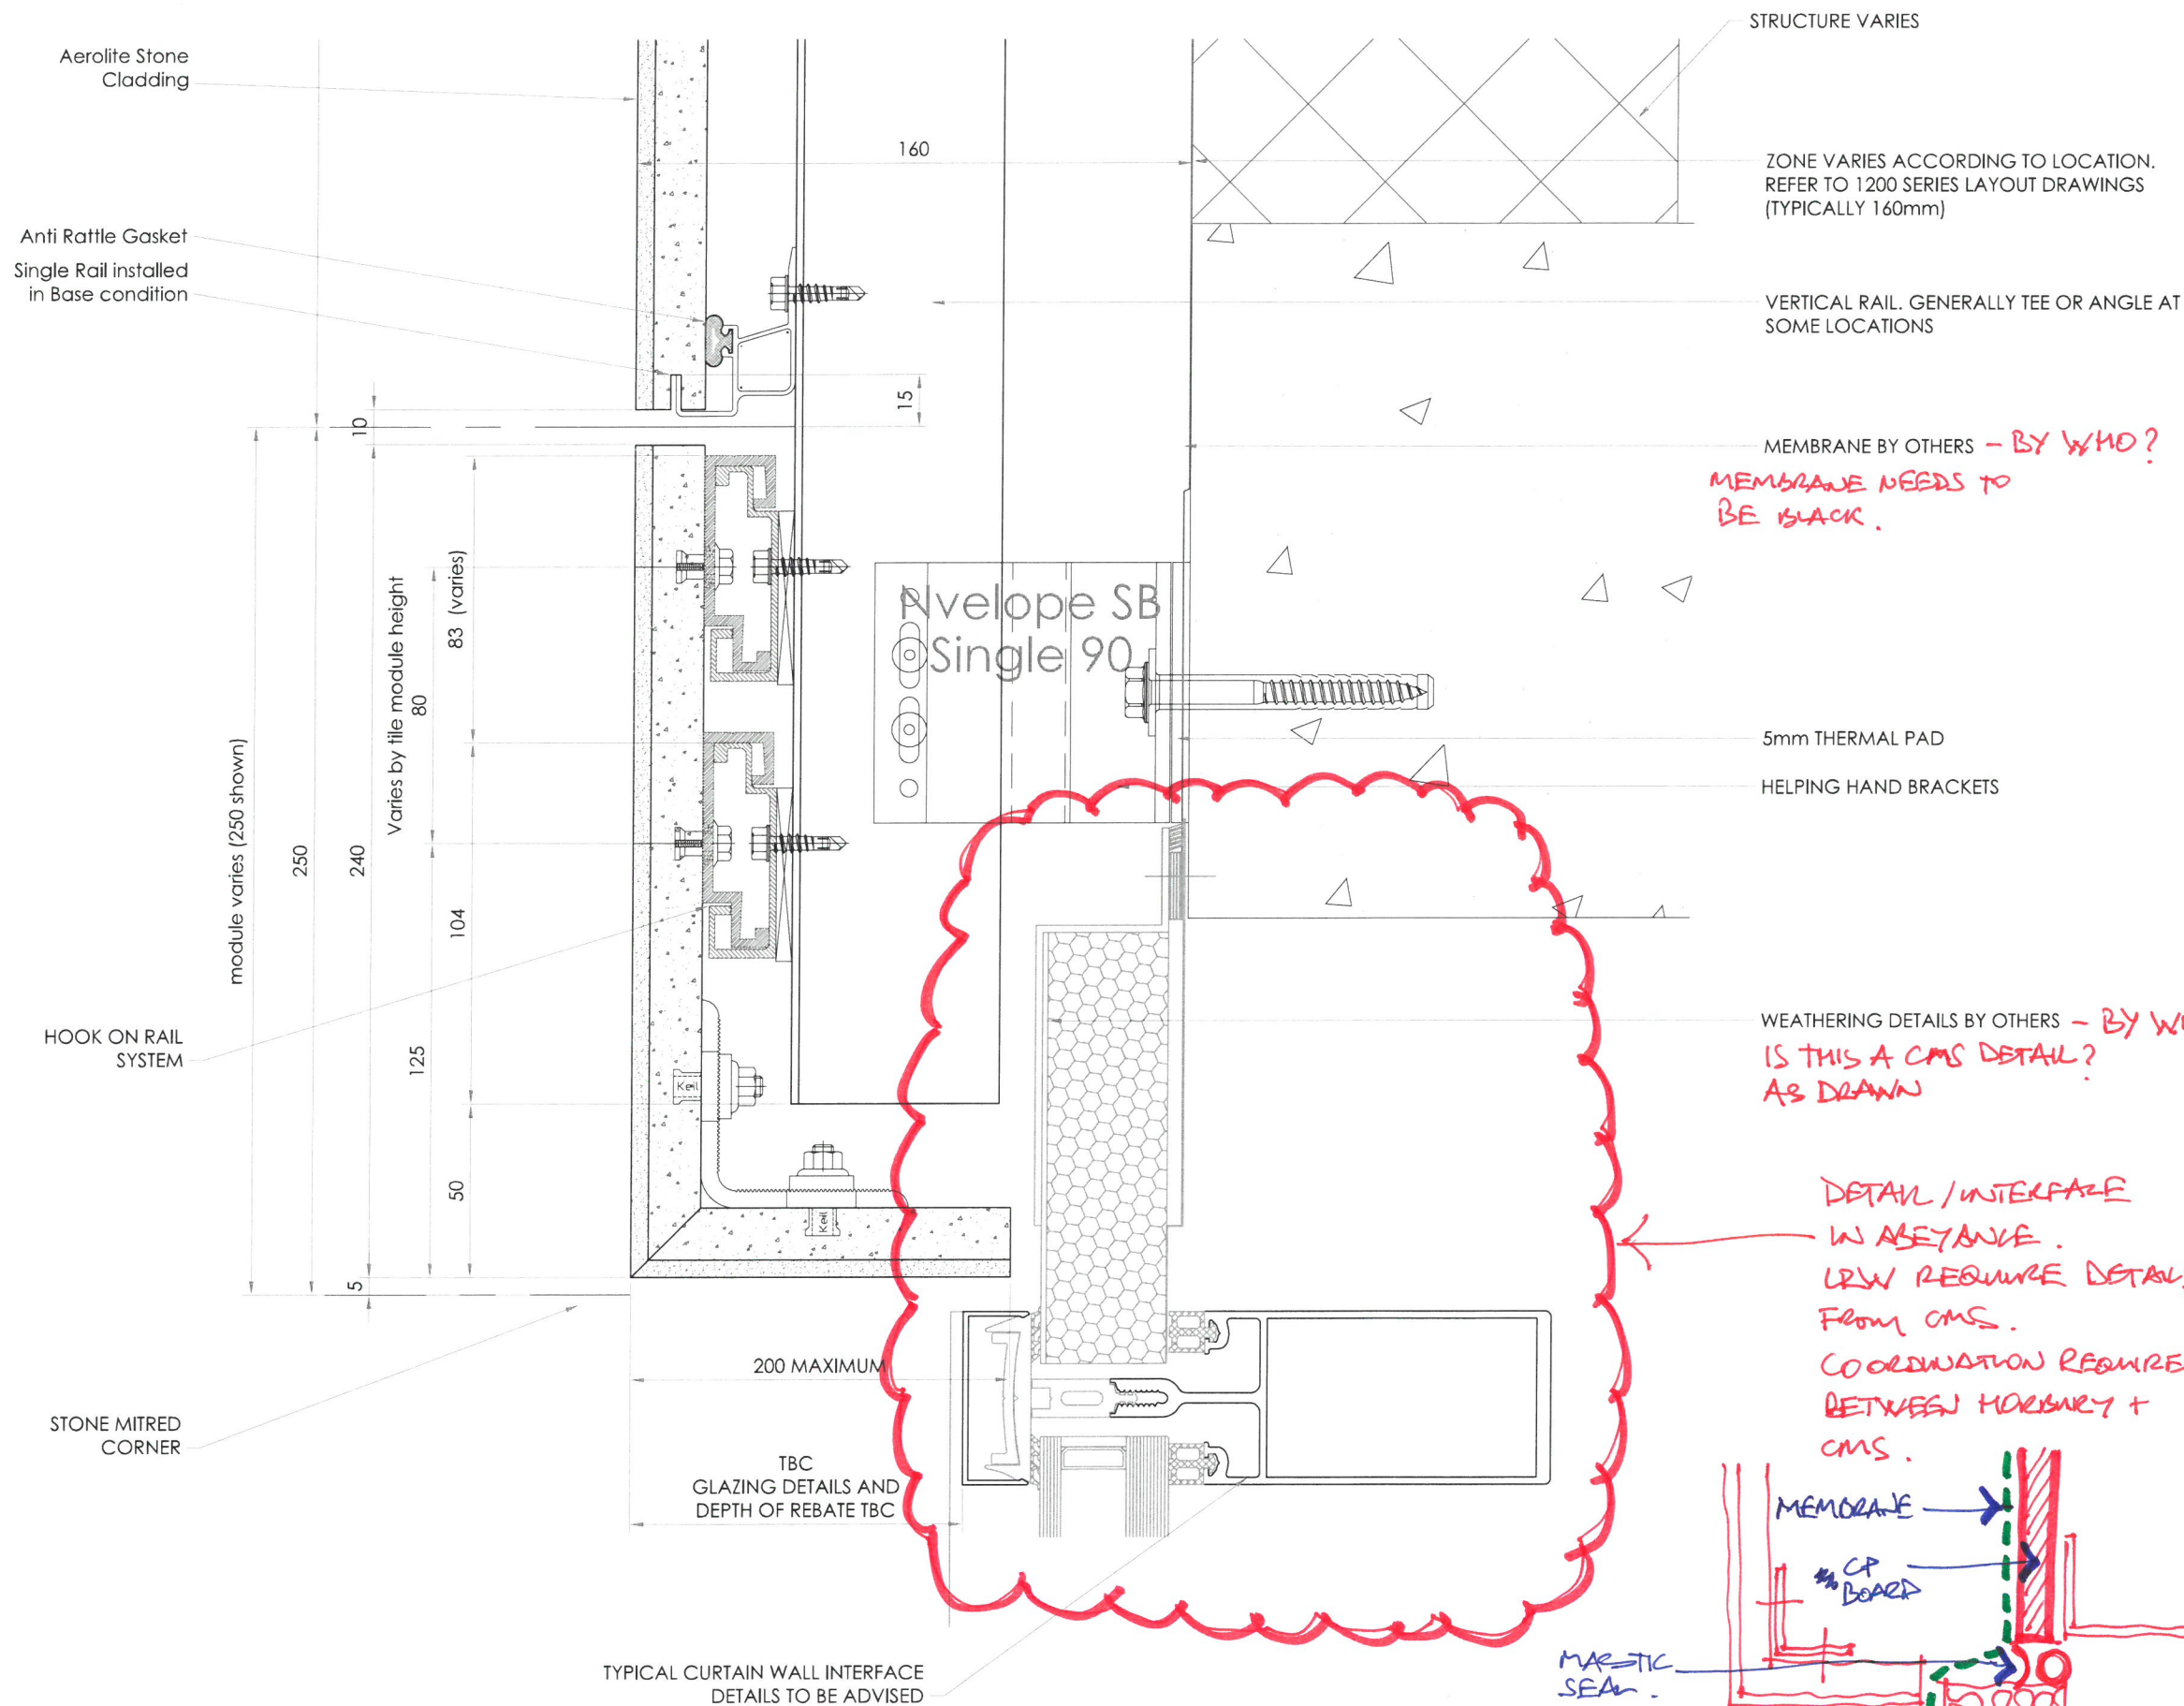 STRUCTURE VARIES
Aerolite Stone
Cladding
160
ZONE VARIES ACCORDING TO LOCATION.
REFER TO 1200 SERIES LAYOUT DRAWINGS
(TYPICALLY 160mm)
Anti Rattle Gasket
Single Rail installed
in Base condition
VERTICAL RAIL. GENERALLY TEE OR ANGLE AT
SOME LOCATIONS
15
10
MEMBRANE BY OTHERS - BY WHO?
MEMBRANE NEEDS TO
BE BLACK.
module varies (250 shown)
250
240
Varies by tile module height
80
83 (varies)
Nvelope SB
Single 90
5mm THERMAL PAD
HELPING HAND BRACKETS
104
125
50
5
HOOK ON RAIL
SYSTEM
Keil
Keil
WEATHERING DETAILS BY OTHERS - BY
IS THIS A CMS DETAIL?
AS DRAWN
DETAIL / INTERFACE
IN ABEYANCE.
REQUIRE
FROM CMS.
COORDINATION
BETWEEN HORBURY +
CMS.
200 MAXIMUM
STONE MITRED
CORNER
TBC
GLAZING DETAILS AND
DEPTH OF REBATE TBC
MEMBRANE
CP
BOARD
MASTIC
SEAL.
TYPICAL CURTAIN WALL INTERFACE
DETAILS TO BE ADVISED